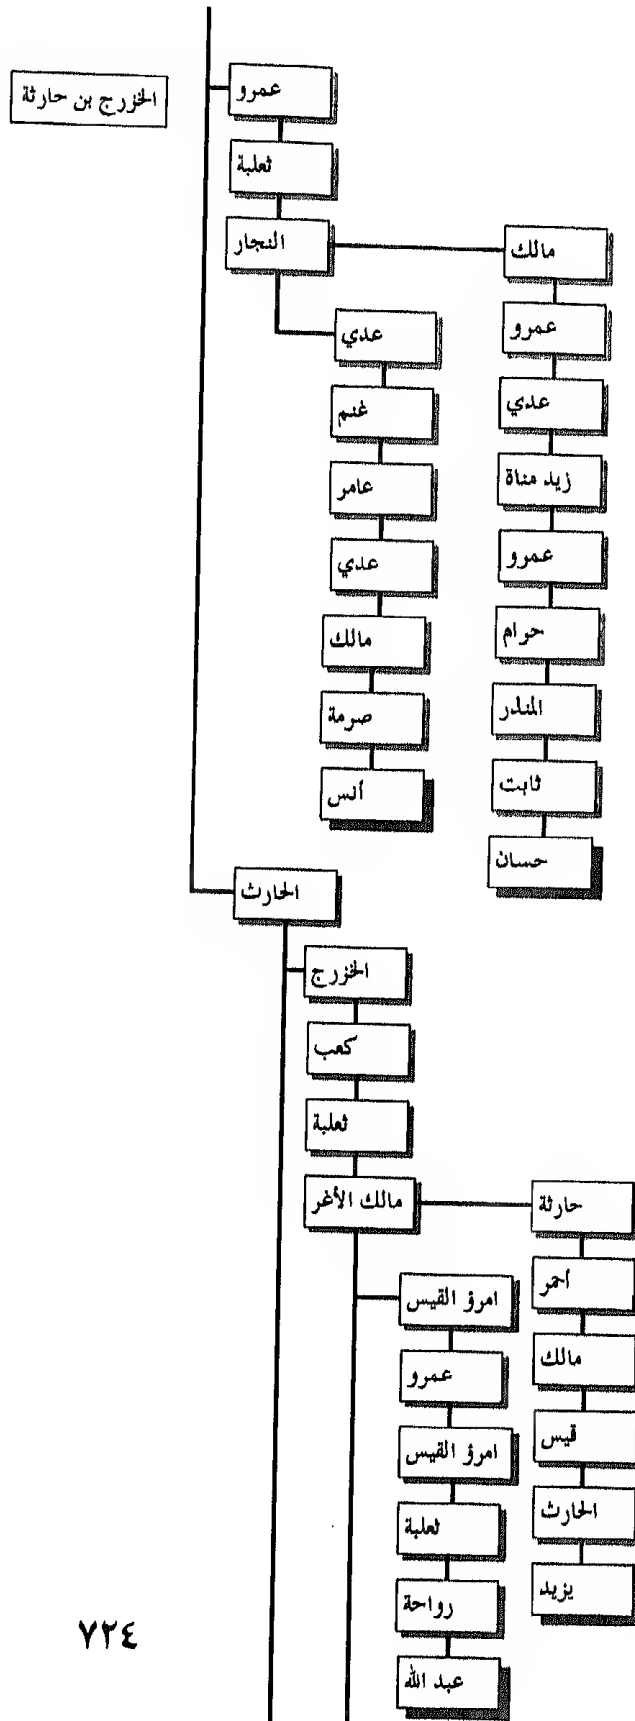 الخزرج بن حارثة
عمرو
ثعلبة
النجار
مالك
عمرو
عدي
زيد مناة
عمرو
حرام
المنذر
ثابت
حسان
عدي
غنم
عامر
عدي
مالك
صرمة
أنس
الحارث
الخزرج
كعب
ثعلبة
مالك الأغر
حارثة
أحمر
مالك
قيس
الحارث
يزيد
امرؤ القيس
عمرو
امرؤ القيس
ثعلبة
رواحة
عبد الله
٧٢٤